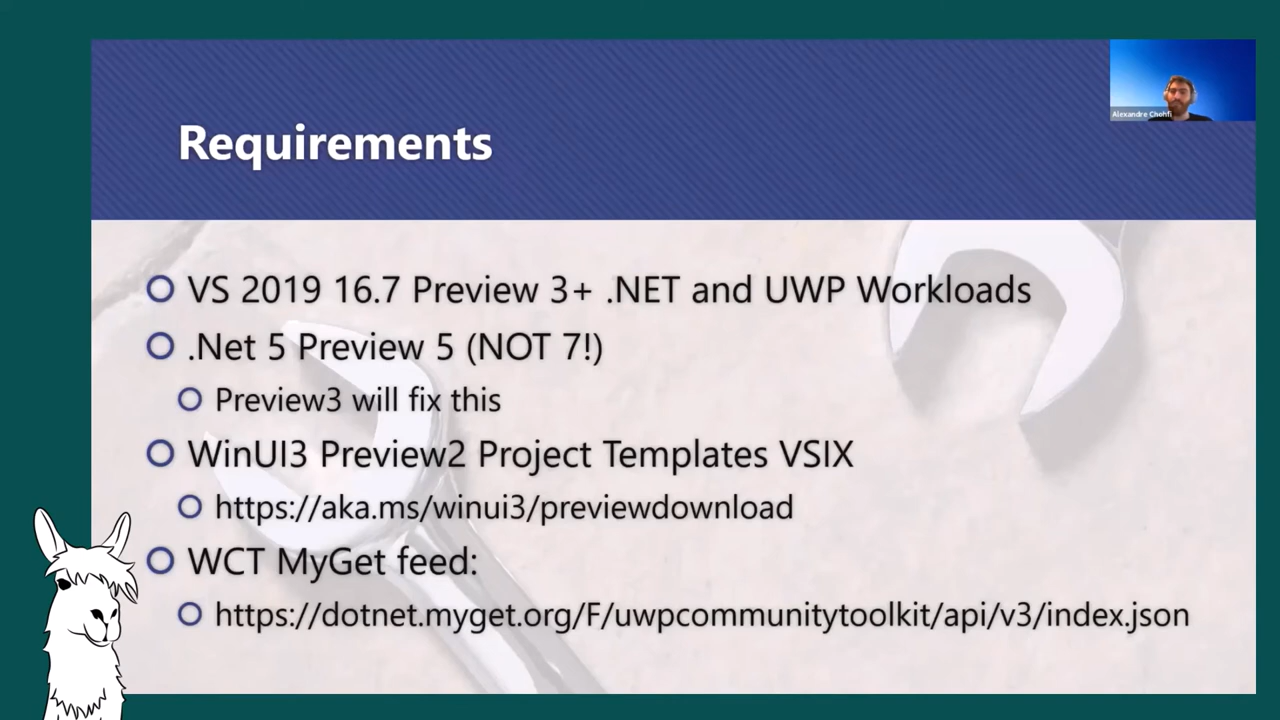 Alexandre Chohfi
Requirements
VS 2019 16.7 Preview 3+ .NET and UWP Workloads
.Net 5 Preview 5 (NOT 7!)
Preview3 will fix this
WinUI3 Preview2 Project Templates VSIX
https://aka.ms/winui3/previewdownload
WCT MyGet feed:
https://dotnet.myget.org/F/uwpcommunitytoolkit/api/v3/index.json